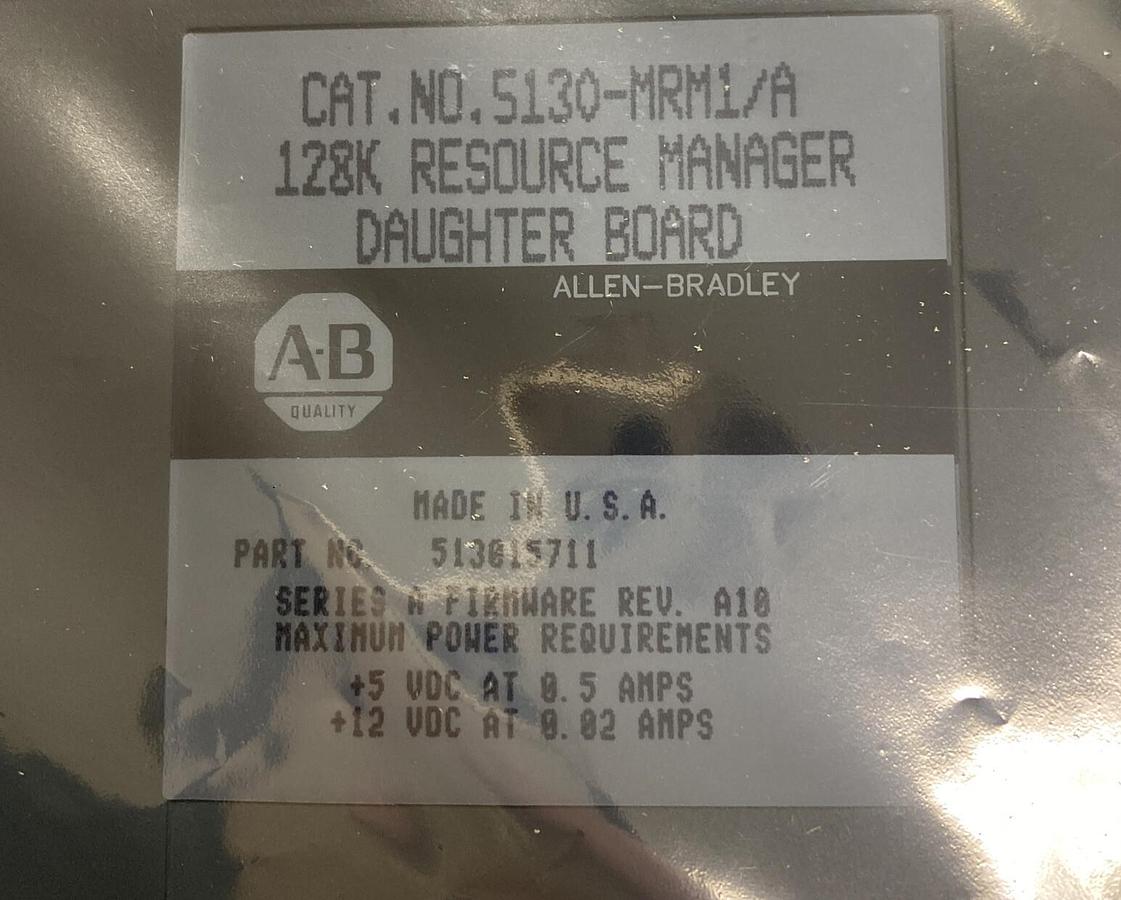 CAT.NO.5130-MRM1/A
128K RESOURCE MANAGER
DAUGHTER BOARD
ALLEN-BRADLEY
A-B
QUALITY
MADE IN U.S.A.
PART NO. 513015711
SERIES A FIRMWARE REV. A10
MAXIMUM POWER REQUIREMENTS
+5 VDC AT 0.5 AMPS
+12 VDC AT 0.02 AMPS